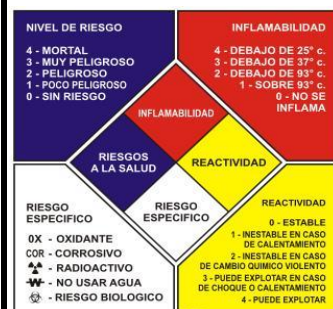 NIVEL DE RIESGO
4 - MORTAL
3 - MUY PELIGROSO
2 - PELIGROSO
1 - POCO PELIGROSO
0 - SIN RIESGO
INFLAMABILIDAD
4 - DEBAJO DE 25° c.
3 - DEBAJO DE 37° c.
2 - DEBAJO DE 93° c.
1 - SOBRE 93° c.
0 - NO SE
INFLAMA
INFLAMABILIDAD
RIESGOS
A LA SALUD
REACTIVIDAD
RIESGO
ESPECIFICO
RIESGO
ESPECIFICO
0X - OXIDANTE
COR - CORROSIVO
- RADIOACTIVO
W - NO USAR AGUA
- RIESGO BIOLOGICO
REACTIVIDAD
0 - ESTABLE
1 - INESTABLE EN CASO
DE CALENTAMIENTO
2 - INESTABLE EN CASO
DE CAMBIO QUIMICO VIOLENTO
3 - PUEDE EXPLOTAR EN CASO
DE CHOQUE O CALENTAMIENTO
4 - PUEDE EXPLOTAR